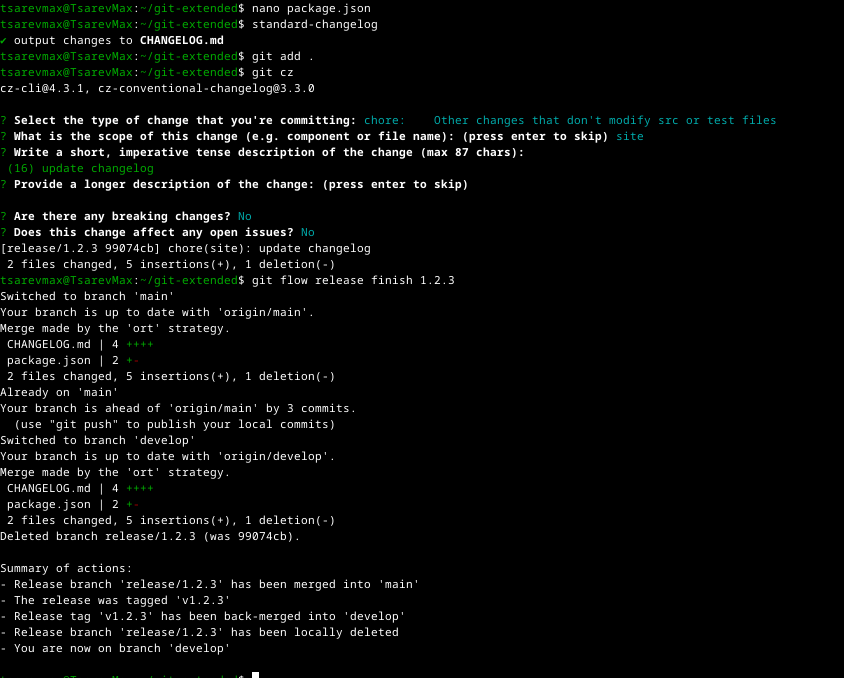 tsarevmax@TsarevMax:~/git-extended$ nano package.json
tsarevmax@TsarevMax:~/git-extended$ standard-changelog
✔ output changes to CHANGELOG.md
tsarevmax@TsarevMax:~/git-extended$ git add .
tsarevmax@TsarevMax:~/git-extended$ git cz
cz-cli@4.3.1, cz-conventional-changelog@3.3.0
? Select the type of change that you're committing: chore:    Other changes that don't modify src or test files
? What is the scope of this change (e.g. component or file name): (press enter to skip) site
? Write a short, imperative tense description of the change (max 87 chars):
 (16) update changelog
? Provide a longer description of the change: (press enter to skip)
? Are there any breaking changes? No
? Does this change affect any open issues? No
[release/1.2.3 99074cb] chore(site): update changelog
 2 files changed, 5 insertions(+), 1 deletion(-)
tsarevmax@TsarevMax:~/git-extended$ git flow release finish 1.2.3
Switched to branch 'main'
Your branch is up to date with 'origin/main'.
Merge made by the 'ort' strategy.
 CHANGELOG.md | 4 ++++
 package.json | 2 +-
 2 files changed, 5 insertions(+), 1 deletion(-)
Already on 'main'
Your branch is ahead of 'origin/main' by 3 commits.
  (use "git push" to publish your local commits)
Switched to branch 'develop'
Your branch is up to date with 'origin/develop'.
Merge made by the 'ort' strategy.
 CHANGELOG.md | 4 ++++
 package.json | 2 +-
 2 files changed, 5 insertions(+), 1 deletion(-)
Deleted branch release/1.2.3 (was 99074cb).
Summary of actions:
- Release branch 'release/1.2.3' has been merged into 'main'
- The release was tagged 'v1.2.3'
- Release tag 'v1.2.3' has been back-merged into 'develop'
- Release branch 'release/1.2.3' has been locally deleted
- You are now on branch 'develop'